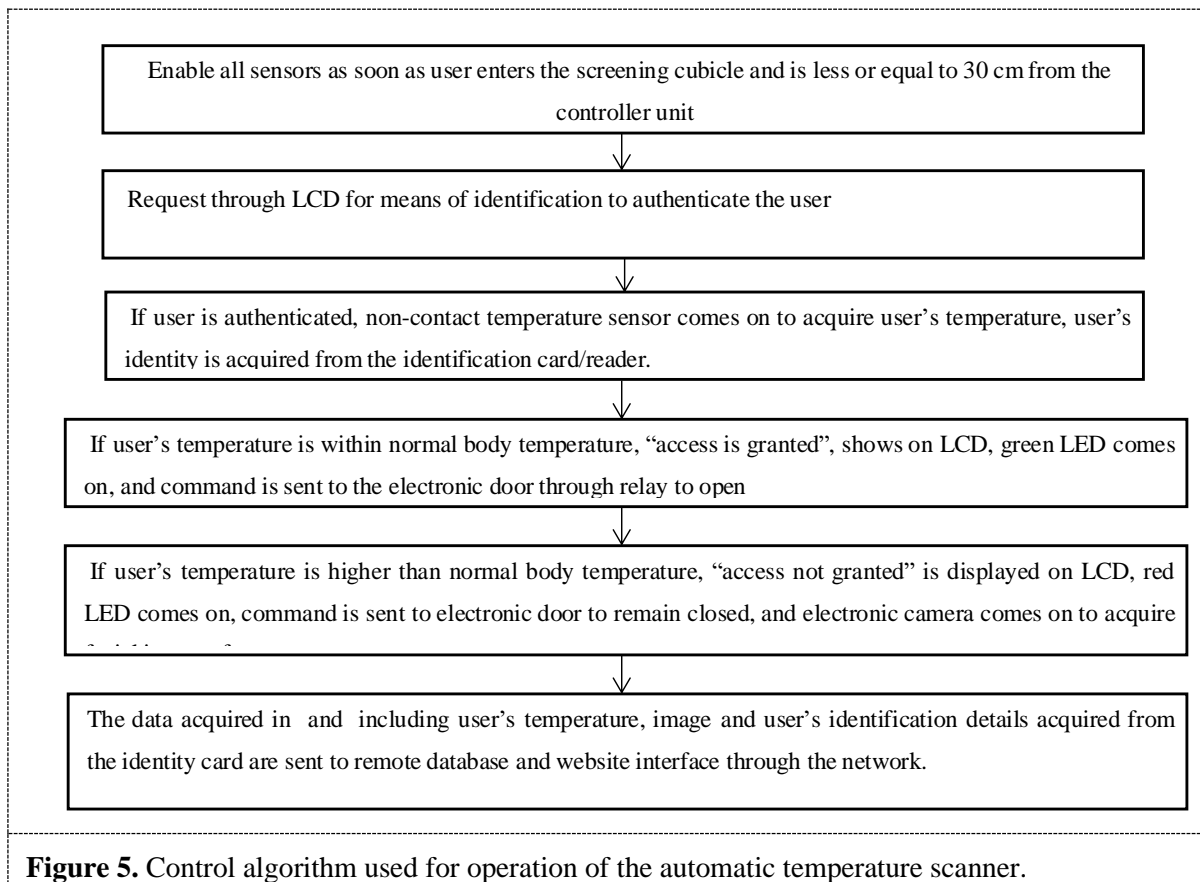 Enable all sensors as soon as user enters the screening cubicle and is less or equal to 30 cm from the
controller unit
Request through LCD for means of identification to authenticate the user
If user is authenticated, non-contact temperature sensor comes on to acquire user's temperature, user's
identity is acquired from the identification card/reader.
If user's temperature is within normal body temperature, “access is granted”, shows on LCD, green LED comes
on, and command is sent to the electronic door through relay to open
If user's temperature is higher than normal body temperature, “access not granted” is displayed on LCD, red
LED comes on, command is sent to electronic door to remain closed, and electronic camera comes on to acquire
The data acquired in and including user's temperature, image and user's identification details acquired from
the identity card are sent to remote database and website interface through the network.
Figure 5. Control algorithm used for operation of the automatic temperature scanner.